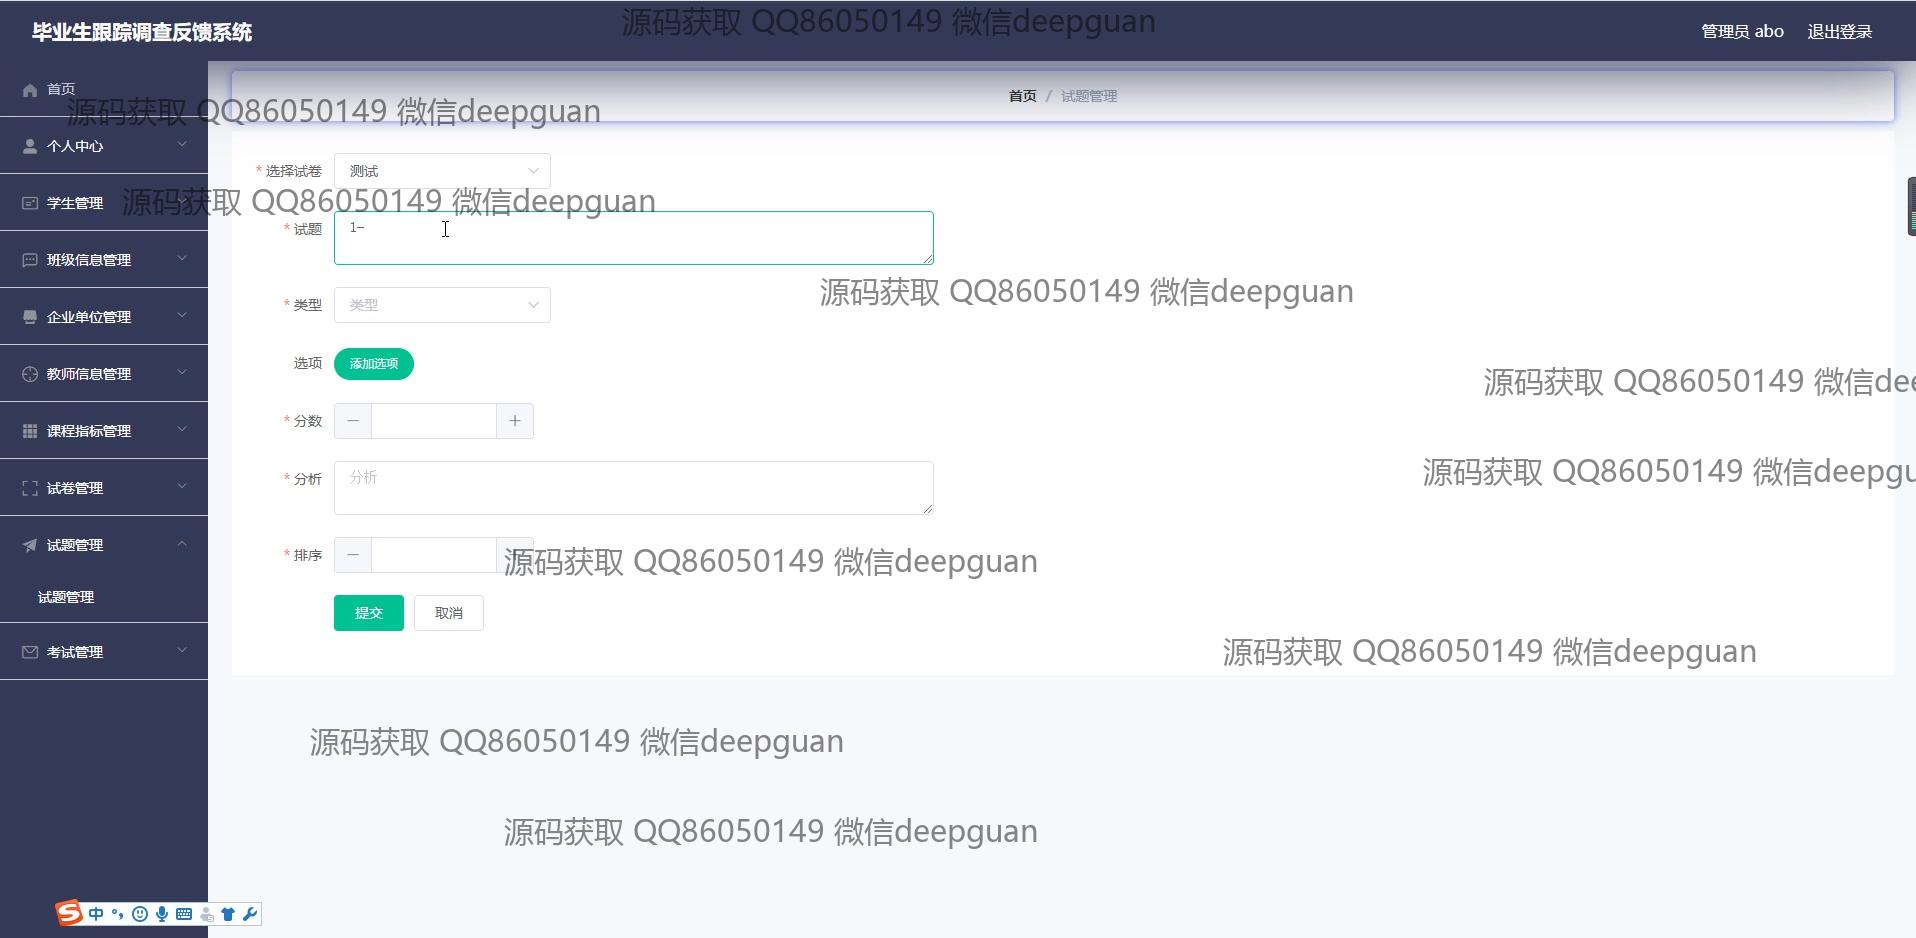 毕业生跟踪调查反馈系统
源码获取 QQ86050149 微信deepguan
管理员 abo
退出登录
首页
首页 / 试题管理
源码获取 QQ86050149 微信deepguan
个人中心
* 选择试卷
测试
学生管理
源码获取 QQ86050149 微信deepguan
* 试题
1-
班级信息管理
源码获取 QQ86050149 微信deepguan
* 类型
类型
企业单位管理
选项
添加选项
教师信息管理
源码获取 QQ86050149 微信dee
* 分数
课程指标管理
源码获取 QQ86050149 微信deepgu
* 分析
分析
试卷管理
试题管理
* 排序
源码获取 QQ86050149 微信deepguan
试题管理
提交
取消
考试管理
源码获取 QQ86050149 微信deepguan
源码获取 QQ86050149 微信deepguan
源码获取 QQ86050149 微信deepguan
S 中